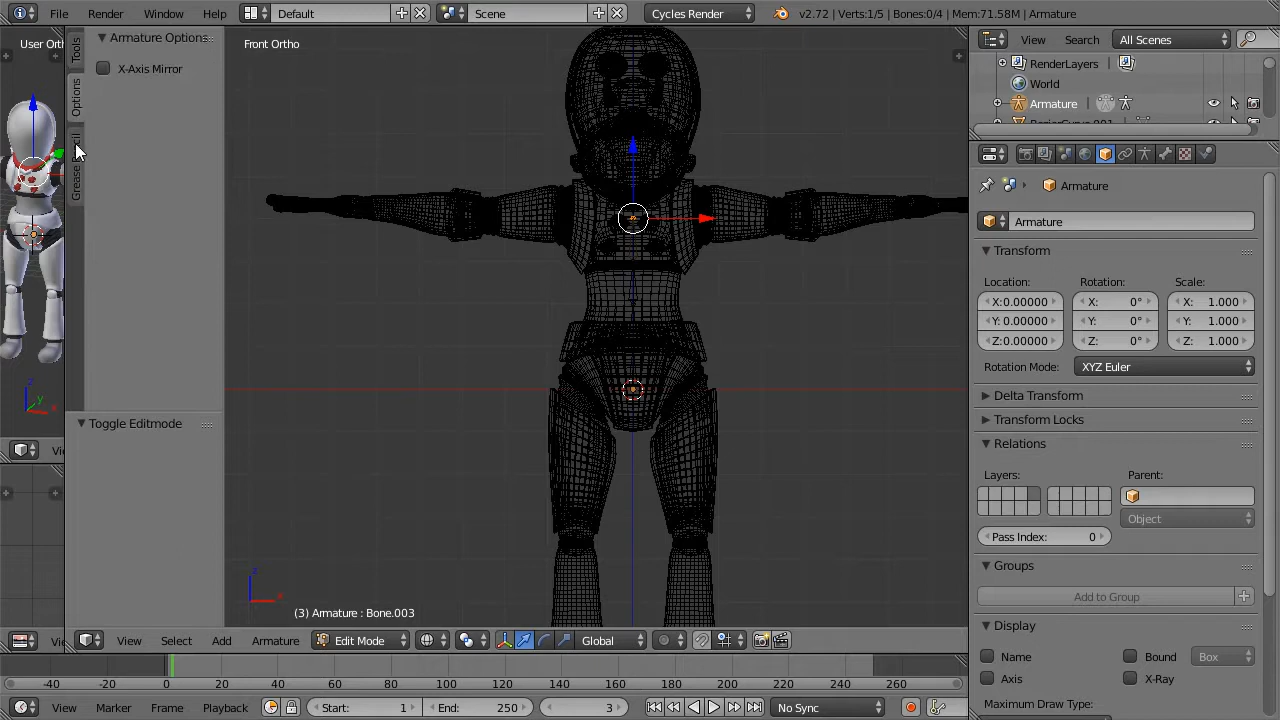 File Render Window Help Default Scene Cycles Render v2.72 | Verts:1/5 | Bones:0/4 | Mem:71.58M | Armature
User Orth
Tools
Options
Armature Options
X-Axis Mirror
Toggle Editmode
Front Ortho
(3) Armature : Bone.003
View Select Add Armature Edit Mode Global
View Search All Scenes
RenderLayers
World
Armature
Armature
Armature
Transform
Location: Rotation: Scale:
X:0.00000 X: 0° X: 1.000
Y: 0.00000 Y: 0° Y: 1.000
Z:0.00000 Z: 0° Z: 1.000
Rotation Mode: XYZ Euler
Delta Transform
Transform Locks
Relations
Layers: Parent:
Object
Pass Index: 0
Groups
Add to Group
Display
Name Bound Box
Axis X-Ray
Maximum Draw Type:
-40 -20 0 20 40 60 80 100 120 140 160 180 200 220 240 260
View Marker Frame Playback Start: 1 End: 250 3 No Sync